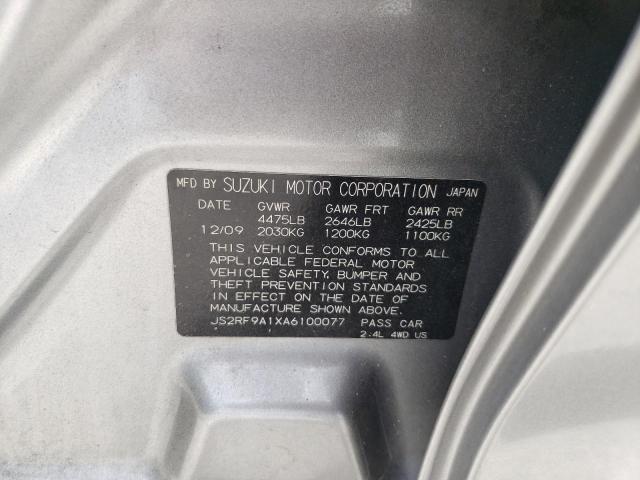 MFD BY SUZUKI MOTOR CORPORATION JAPAN
DATE GVWR GAWR FRT GAWR RR
4475LB 2646LB 2425LB
12/09 2030KG 1200KG 1100KG
THIS VEHICLE CONFORMS TO ALL
APPLICABLE FEDERAL MOTOR
VEHICLE SAFETY, BUMPER AND
THEFT PREVENTION STANDARDS
IN EFFECT ON THE DATE OF
MANUFACTURE SHOWN ABOVE.
JS2RF9A1XA6100077 PASS CAR
2.4L 4WD US